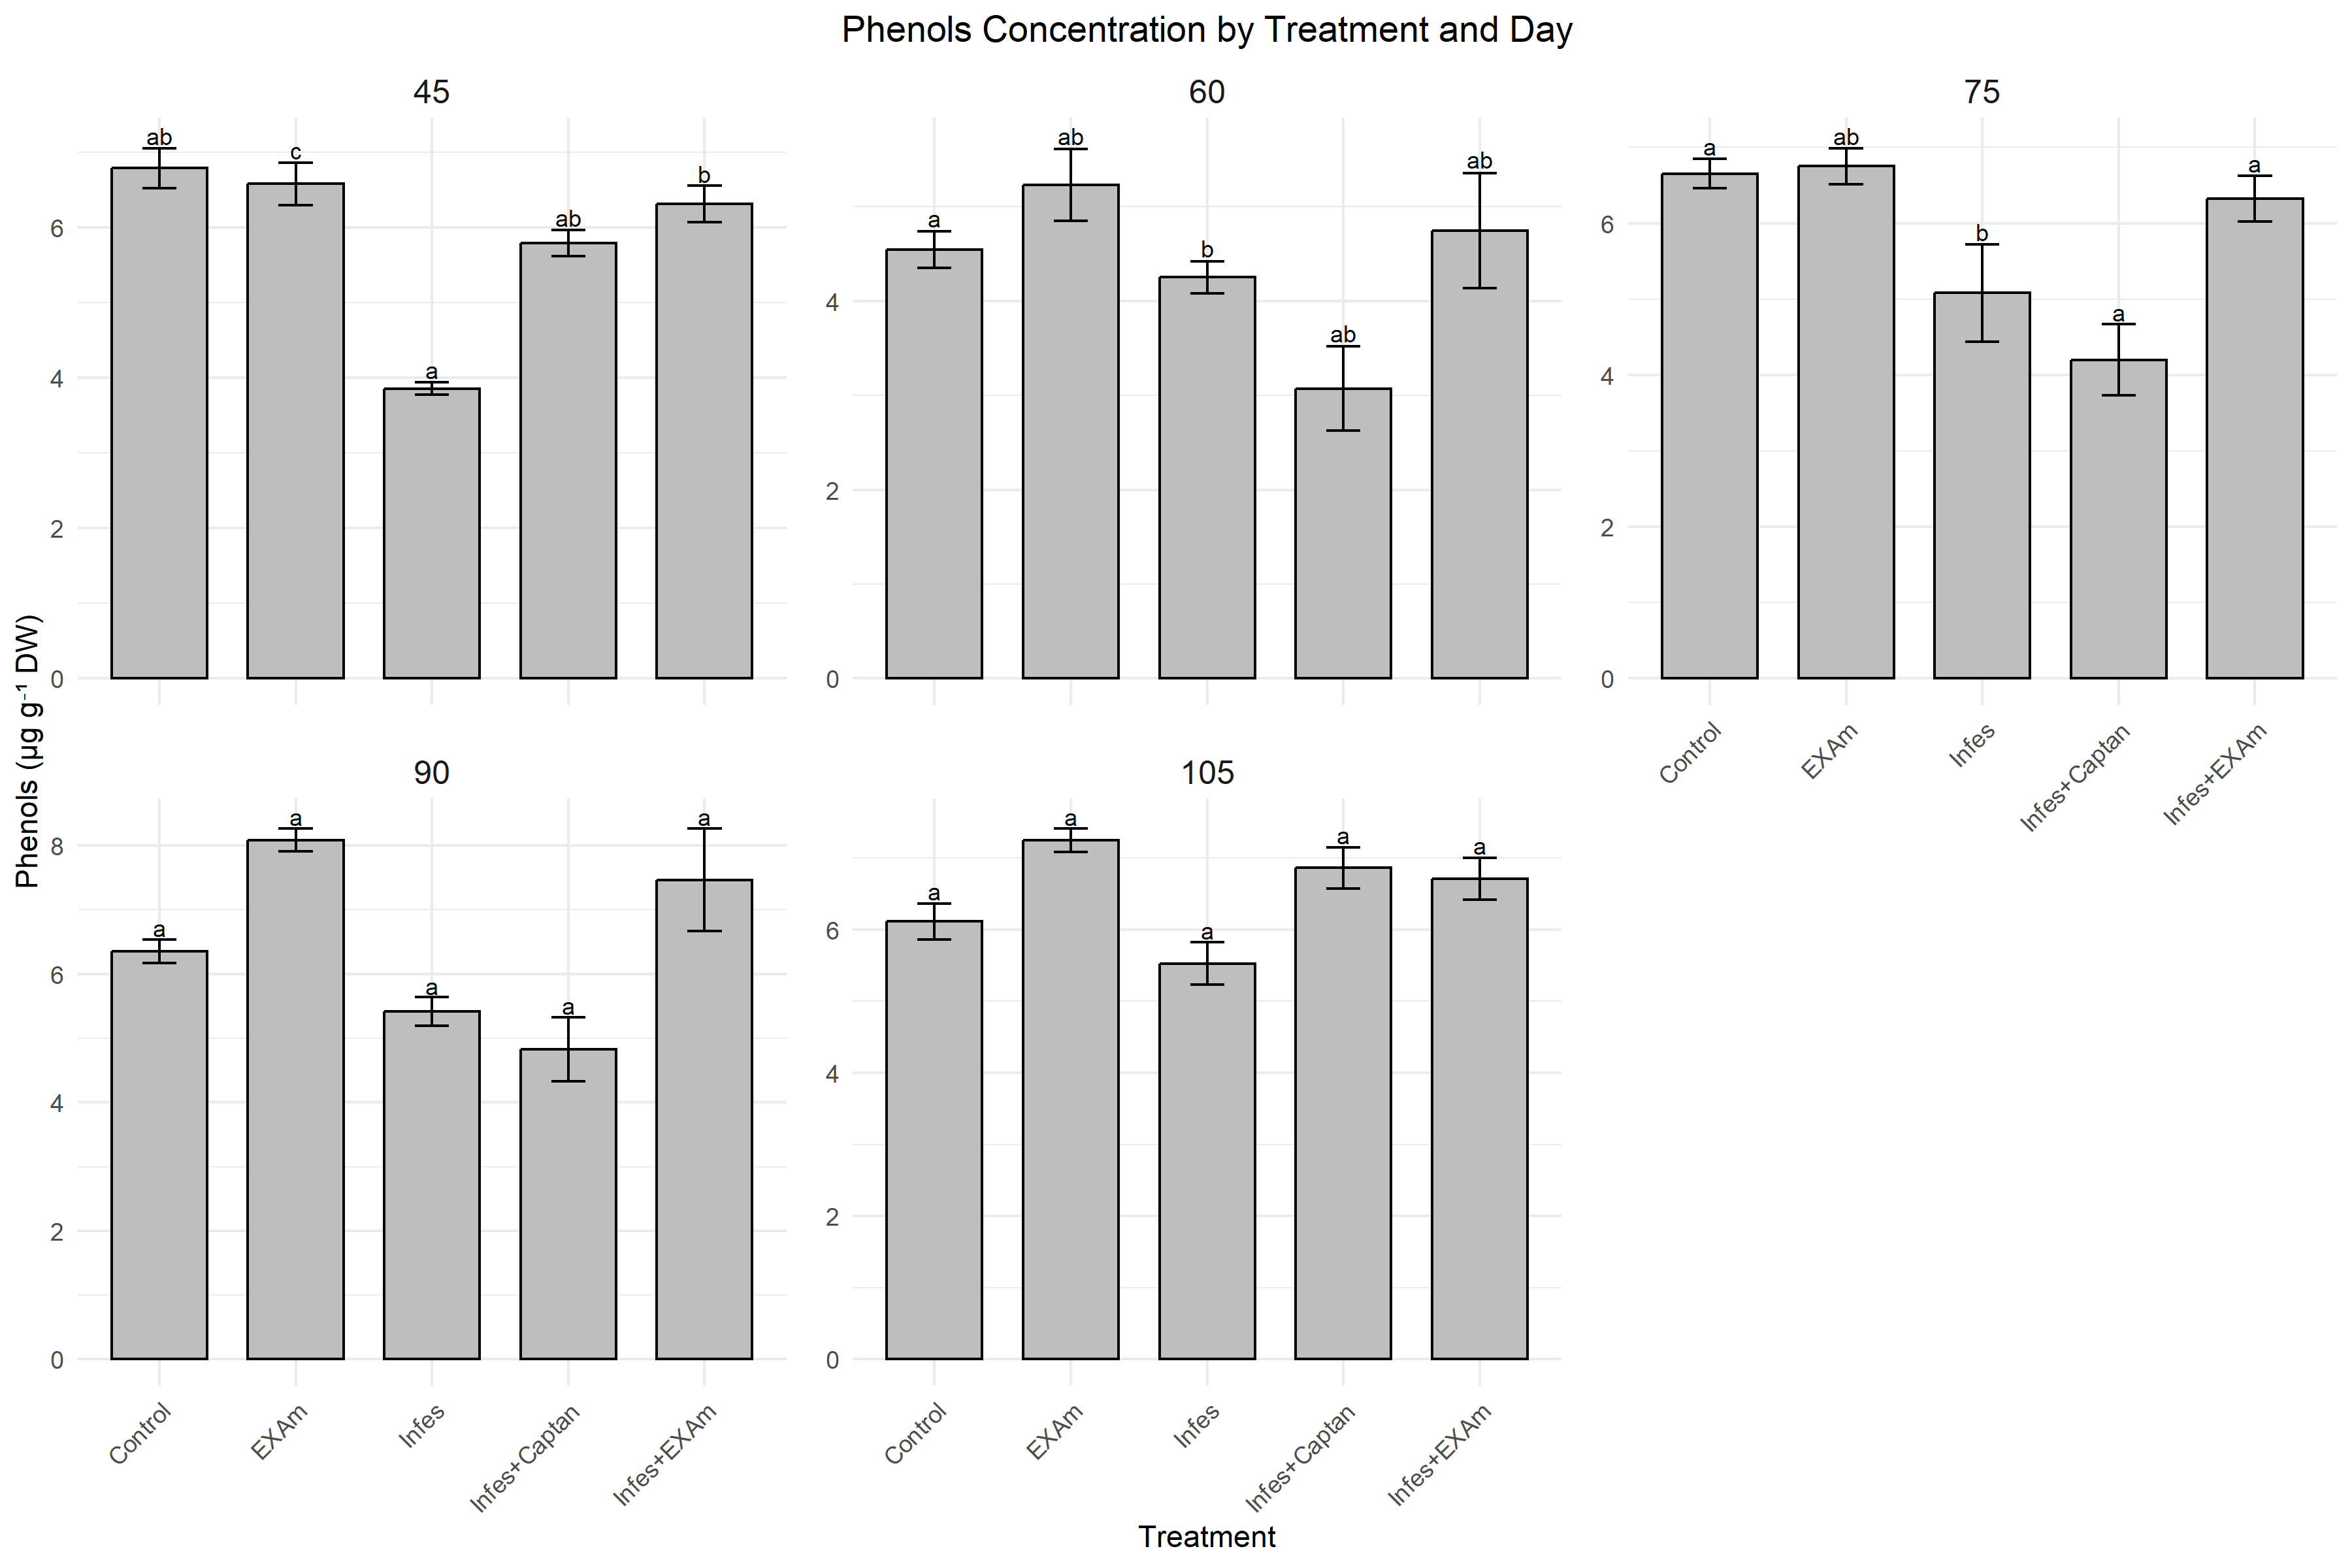 Phenols Concentration by Treatment and Day
45
60
75
ab
c
a
ab
b
a
ab
b
ab
ab
a
ab
b
a
a
6
4
2
0
4
2
0
6
4
2
0
Control
EXAm
Infes
Infes+Captan
Infes+EXAm
Phenols (µg g⁻¹ DW)
90
105
a
a
a
a
a
a
a
a
a
a
8
6
4
2
0
6
4
2
0
Control
EXAm
Infes
Infes+Captan
Infes+EXAm
Control
EXAm
Infes
Infes+Captan
Infes+EXAm
Treatment